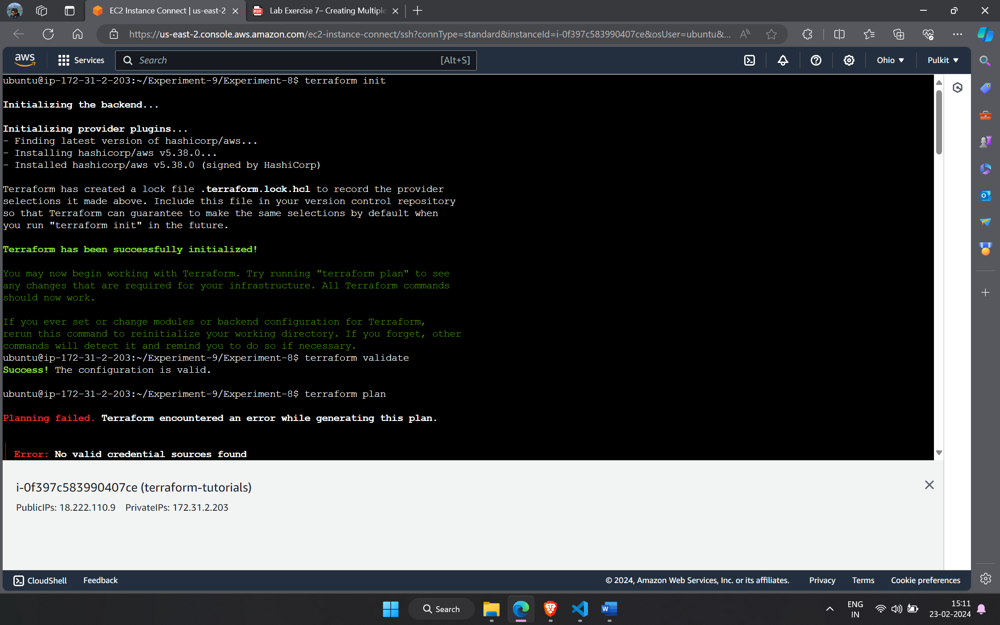 EC2 Instance Connect | us-east-2
Lab Exercise 7– Creating Multiple
https://us-east-2.console.aws.amazon.com/ec2-instance-connect/ssh?connType=standard&instanceId=i-0f397c583990407ce&osUser=ubuntu&...
aws
Services
Search
[Alt+S]
Ohio ▼
Pulkit ▼
ubuntu@ip-172-31-2-203:~/Experiment-9/Experiment-8$ terraform init
Initializing the backend...
Initializing provider plugins...
- Finding latest version of hashicorp/aws...
- Installing hashicorp/aws v5.38.0...
- Installed hashicorp/aws v5.38.0 (signed by HashiCorp)
Terraform has created a lock file .terraform.lock.hcl to record the provider
selections it made above. Include this file in your version control repository
so that Terraform can guarantee to make the same selections by default when
you run "terraform init" in the future.
Terraform has been successfully initialized!
You may now begin working with Terraform. Try running "terraform plan" to see
any changes that are required for your infrastructure. All Terraform commands
should now work.
If you ever set or change modules or backend configuration for Terraform,
rerun this command to reinitialize your working directory. If you forget, other
commands will detect it and remind you to do so if necessary.
ubuntu@ip-172-31-2-203:~/Experiment-9/Experiment-8$ terraform validate
Success! The configuration is valid.
ubuntu@ip-172-31-2-203:~/Experiment-9/Experiment-8$ terraform plan
Planning failed. Terraform encountered an error while generating this plan.
Error: No valid credential sources found
i-0f397c583990407ce (terraform-tutorials)
PublicIPs: 18.222.110.9 PrivateIPs: 172.31.2.203
CloudShell
Feedback
© 2024, Amazon Web Services, Inc. or its affiliates.
Privacy
Terms
Cookie preferences
Search
ENG
IN
15:11
23-02-2024